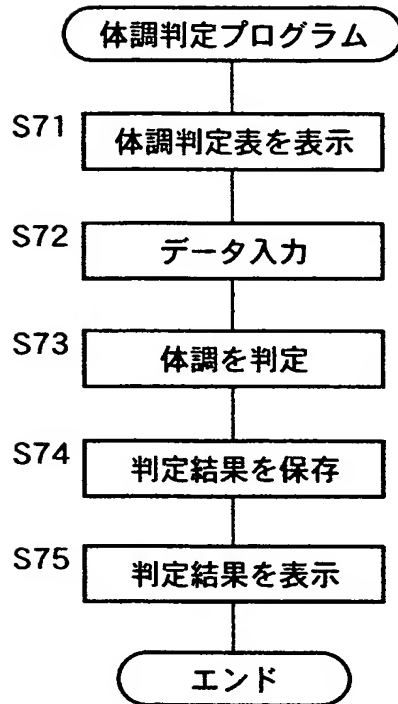 体調判定プログラム
S71 体調判定表を表示
S72 データ入力
S73 体調を判定
S74 判定結果を保存
S75 判定結果を表示
エンド